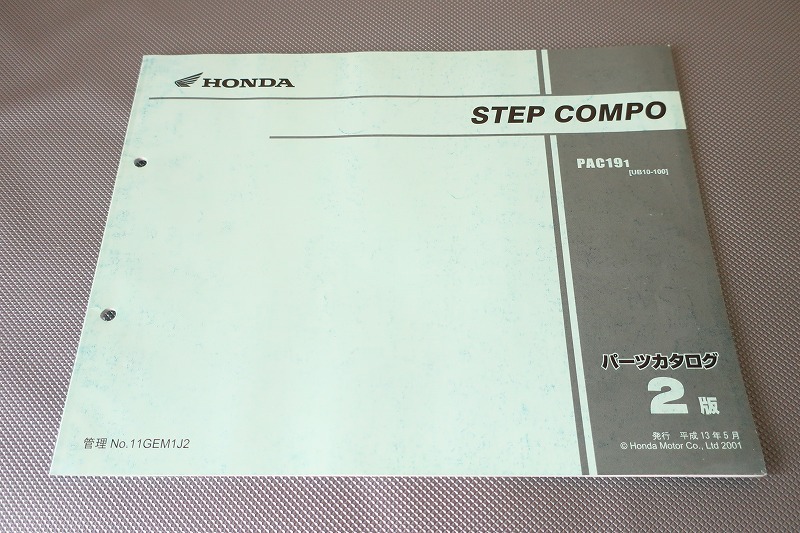 HONDA
STEP COMPO
PAC191
[UB10-100]
パーツカタログ
2版
発行 平成13年5月
© Honda Motor Co., Ltd 2001
管理 No.11GEM1J2